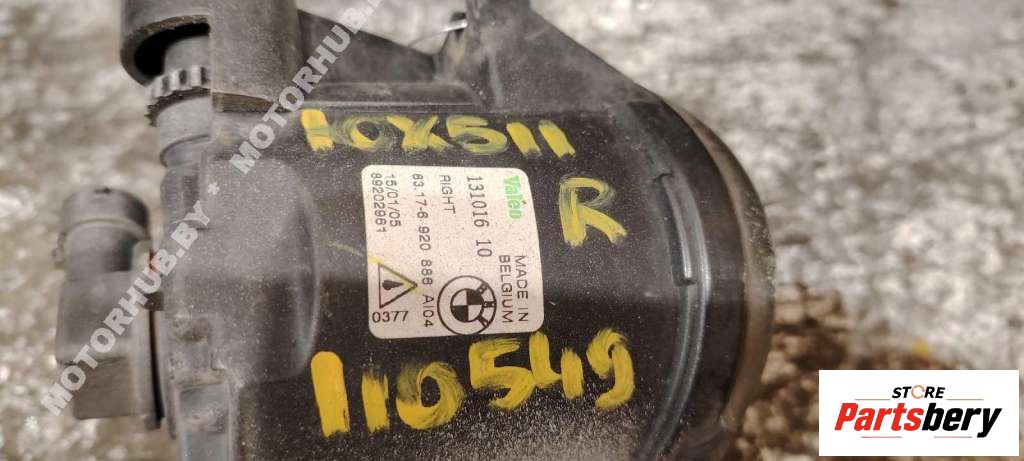 10X511
R
Valeo
131016 10
RIGHT
63.17-6 920 886 AI04
15/01/05
89202961
MADE IN
BELGIUM
0377
110549
MOTORHUB.BY * MOTORHUB.BY
STORE
Partsbery